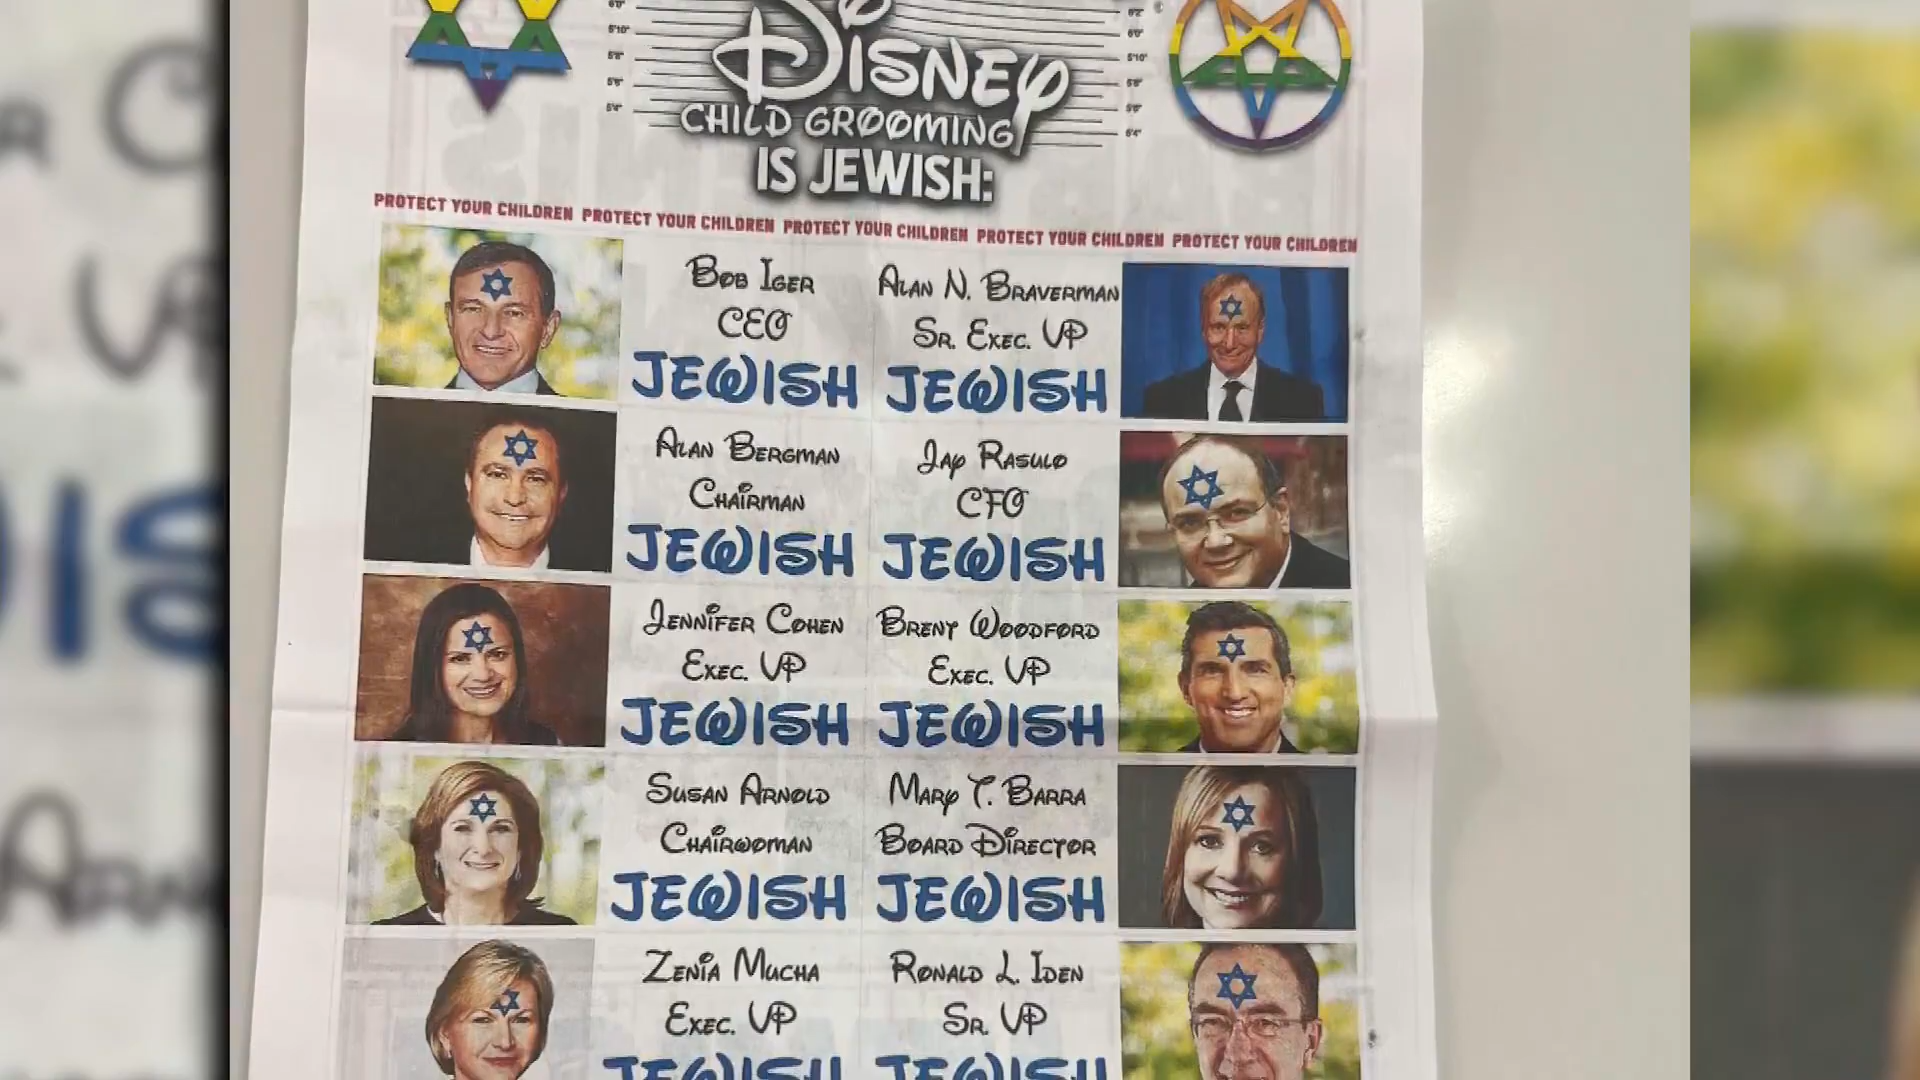 DISNEY
CHILD GROOMING
IS JEWISH:
PROTECT YOUR CHILDREN PROTECT YOUR CHILDREN PROTECT YOUR CHILDREN PROTECT YOUR CHILDREN PROTECT YOUR CHILDREN
BOB IGER
CEO
JEWISH
ALAN N. BRAVERMAN
SR. EXEC. VP
JEWISH
ALAN BERGMAN
CHAIRMAN
JEWISH
JAY RASULO
CFO
JEWISH
JENNIFER COHEN
EXEC. VP
JEWISH
BRENT WOODFORD
EXEC. VP
JEWISH
SUSAN ARNOLD
CHAIRWOMAN
JEWISH
MARY T. BARRA
BOARD DIRECTOR
JEWISH
ZENIA MUCHA
EXEC. VP
JEWISH
RONALD L. IDEN
SR. VP
JEWISH